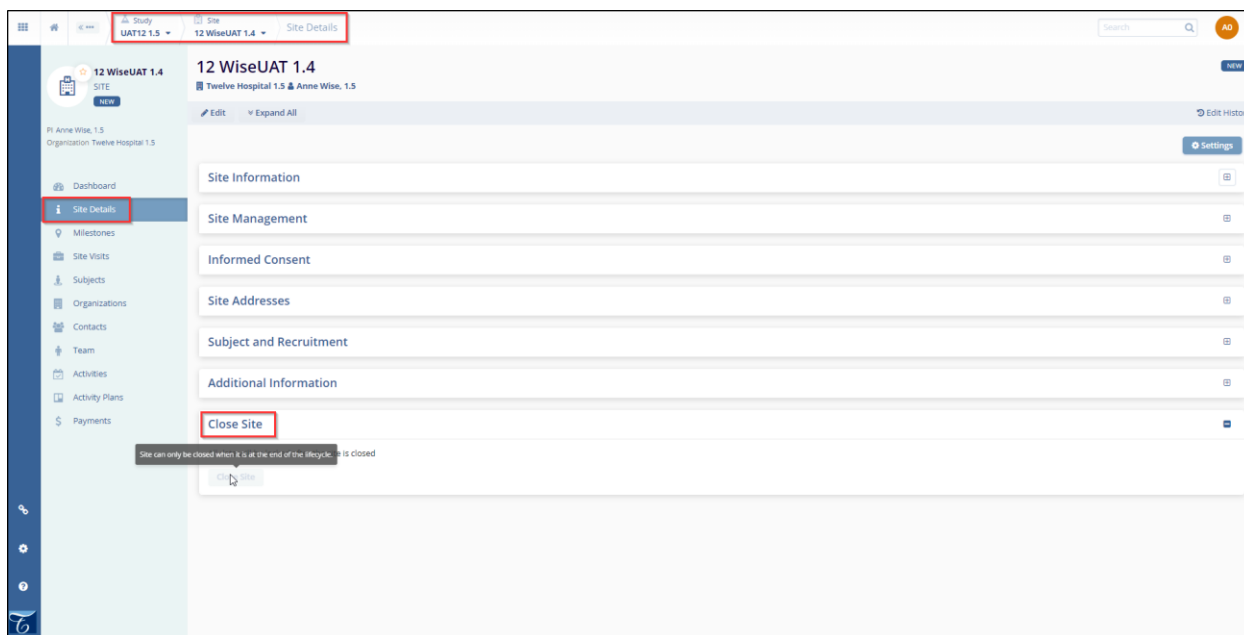 Study
UAT12 1.5
Site
12 WiseUAT 1.4
Site Details
Search
AO
12 WiseUAT 1.4
SITE
NEW
PI Anne Wise, 1.5
Organization Twelve Hospital 1.5
Dashboard
Site Details
Milestones
Site Visits
Subjects
Organizations
Contacts
Team
Activities
Activity Plans
Payments
12 WiseUAT 1.4
Twelve Hospital 1.5 Anne Wise, 1.5
NEW
Edit Expand All
Edit Histo
Settings
Site Information
Site Management
Informed Consent
Site Addresses
Subject and Recruitment
Additional Information
Close Site
Site can only be closed when it is at the end of the lifecycle.
is closed
Close Site